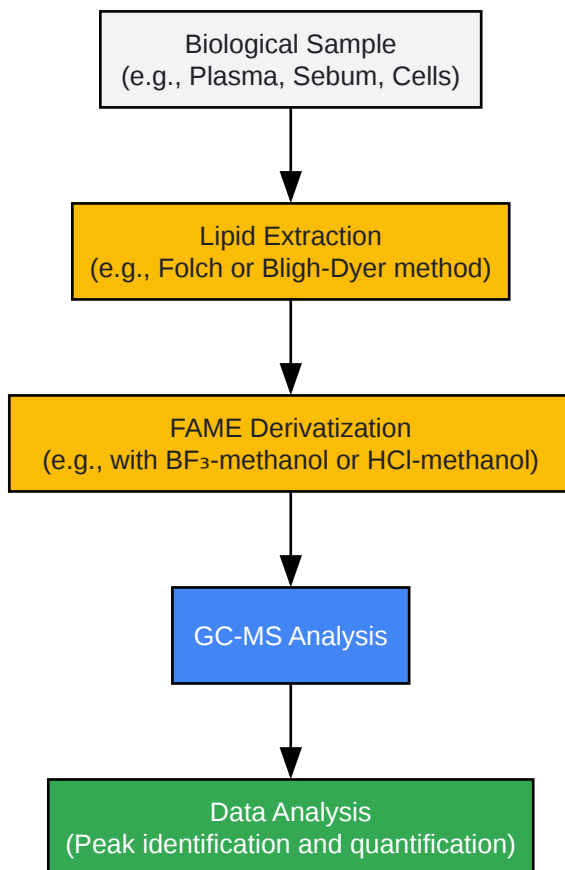 Biological Sample
(e.g., Plasma, Sebum, Cells)
Lipid Extraction
(e.g., Folch or Bligh-Dyer method)
FAME Derivatization
(e.g., with BF₃-methanol or HCl-methanol)
GC-MS Analysis
Data Analysis
(Peak identification and quantification)